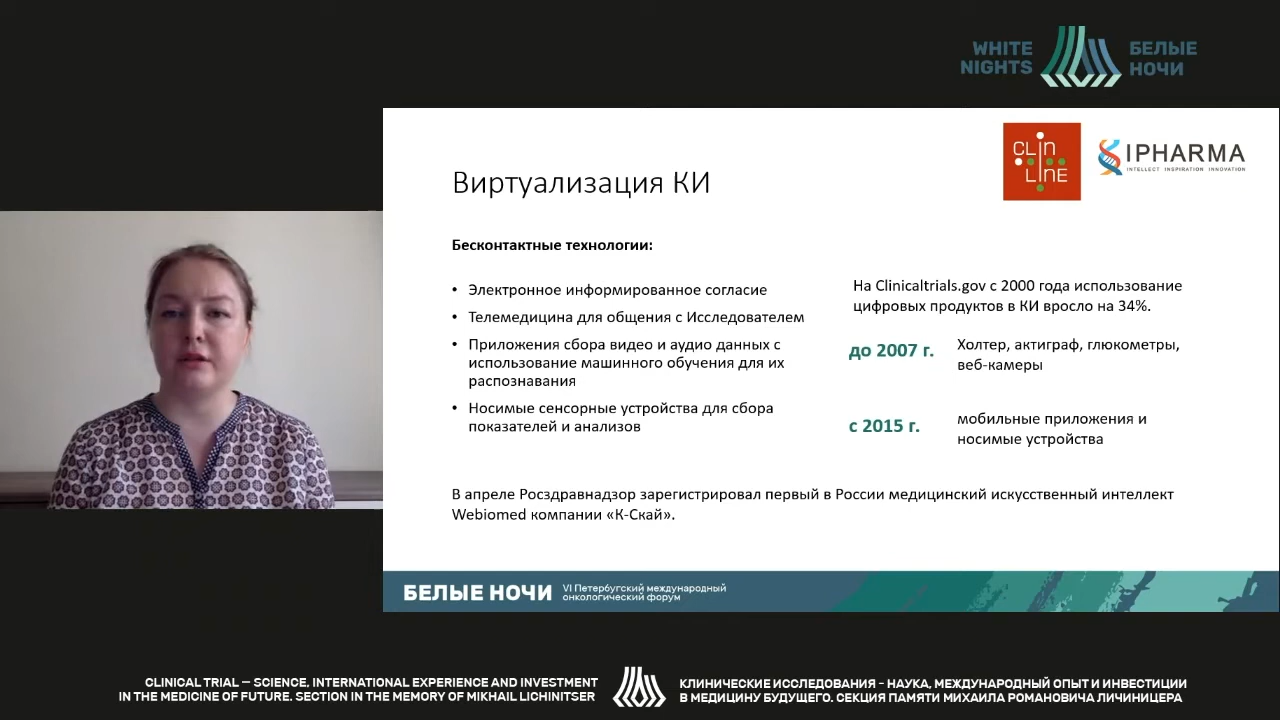 WHITE
NIGHTS
БЕЛЫЕ
НОЧИ
CLIN
LINE
IPHARMA
INTELLECT INSPIRATION INNOVATION
Виртуализация КИ
Бесконтактные технологии:
• Электронное информированное согласие
• Телемедицина для общения с Исследователем
• Приложения сбора видео и аудио данных с
использование машинного обучения для их
распознавания
• Носимые сенсорные устройства для сбора
показателей и анализов
На Clinicaltrials.gov с 2000 года использование
цифровых продуктов в КИ вросло на 34%.
до 2007 г.
Холтер, актиграф, глюкометры,
веб-камеры
с 2015 г.
мобильные приложения и
носимые устройства
В апреле Росздравнадзор зарегистрировал первый в России медицинский искусственный интеллект
Webiomed компании «К-Скай».
БЕЛЫЕ НОЧИ
VI Петербугский международный
онкологический форум
CLINICAL TRIAL – SCIENCE, INTERNATIONAL EXPERIENCE AND INVESTMENT
IN THE MEDICINE OF FUTURE. SECTION IN THE MEMORY OF MIKHAIL LICHINITSER
КЛИНИЧЕСКИЕ ИССЛЕДОВАНИЯ - НАУКА, МЕЖДУНАРОДНЫЙ ОПЫТ И ИНВЕСТИЦИИ
В МЕДИЦИНУ БУДУЩЕГО. СЕКЦИЯ ПАМЯТИ МИХАИЛА РОМАНОВИЧА ЛИЧИНИЦЕРА